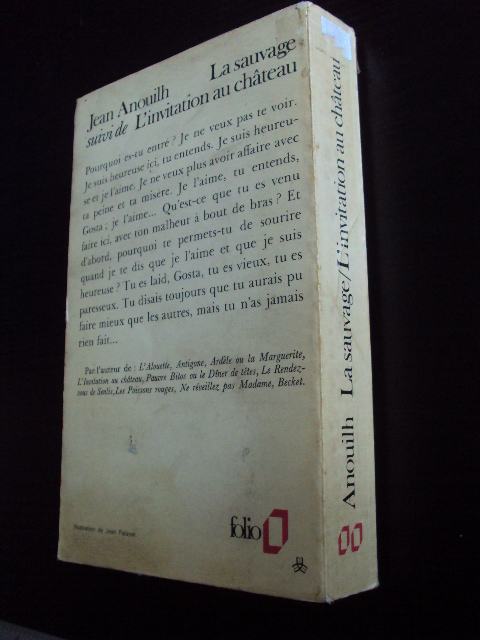 Jean Anouilh La sauvage
suivi de L'invitation au château
Pourquoi es-tu entré ? Je ne veux pas te voir.
Je suis heureuse ici, tu entends. Je suis heureu-
se et je l'aime. Je ne veux plus avoir affaire avec
ta peine et ta misère. Je l'aime, tu entends,
Gosta ; je l'aime... Qu'est-ce que tu es venu
faire ici, avec ton malheur à bout de bras ? Et
d'abord, pourquoi te permets-tu de sourire
quand je te dis que je l'aime et que je suis
heureuse ? Tu es laid, Gosta, tu es vieux, tu es
paresseux. Tu disais toujours que tu aurais pu
faire mieux que les autres, mais tu n'as jamais
rien fait...
Par l'auteur de : L'Alouette, Antigone, Ardèle ou la Marguerite,
L'Invitation au château, Pauvre Bitos ou le Dîner de têtes, Le Rendez-
vous de Senlis, Les Poissons rouges, Ne réveillez pas Madame, Becket.
Illustration de Jean
folio
Anouilh La sauvage/L'invitation au château